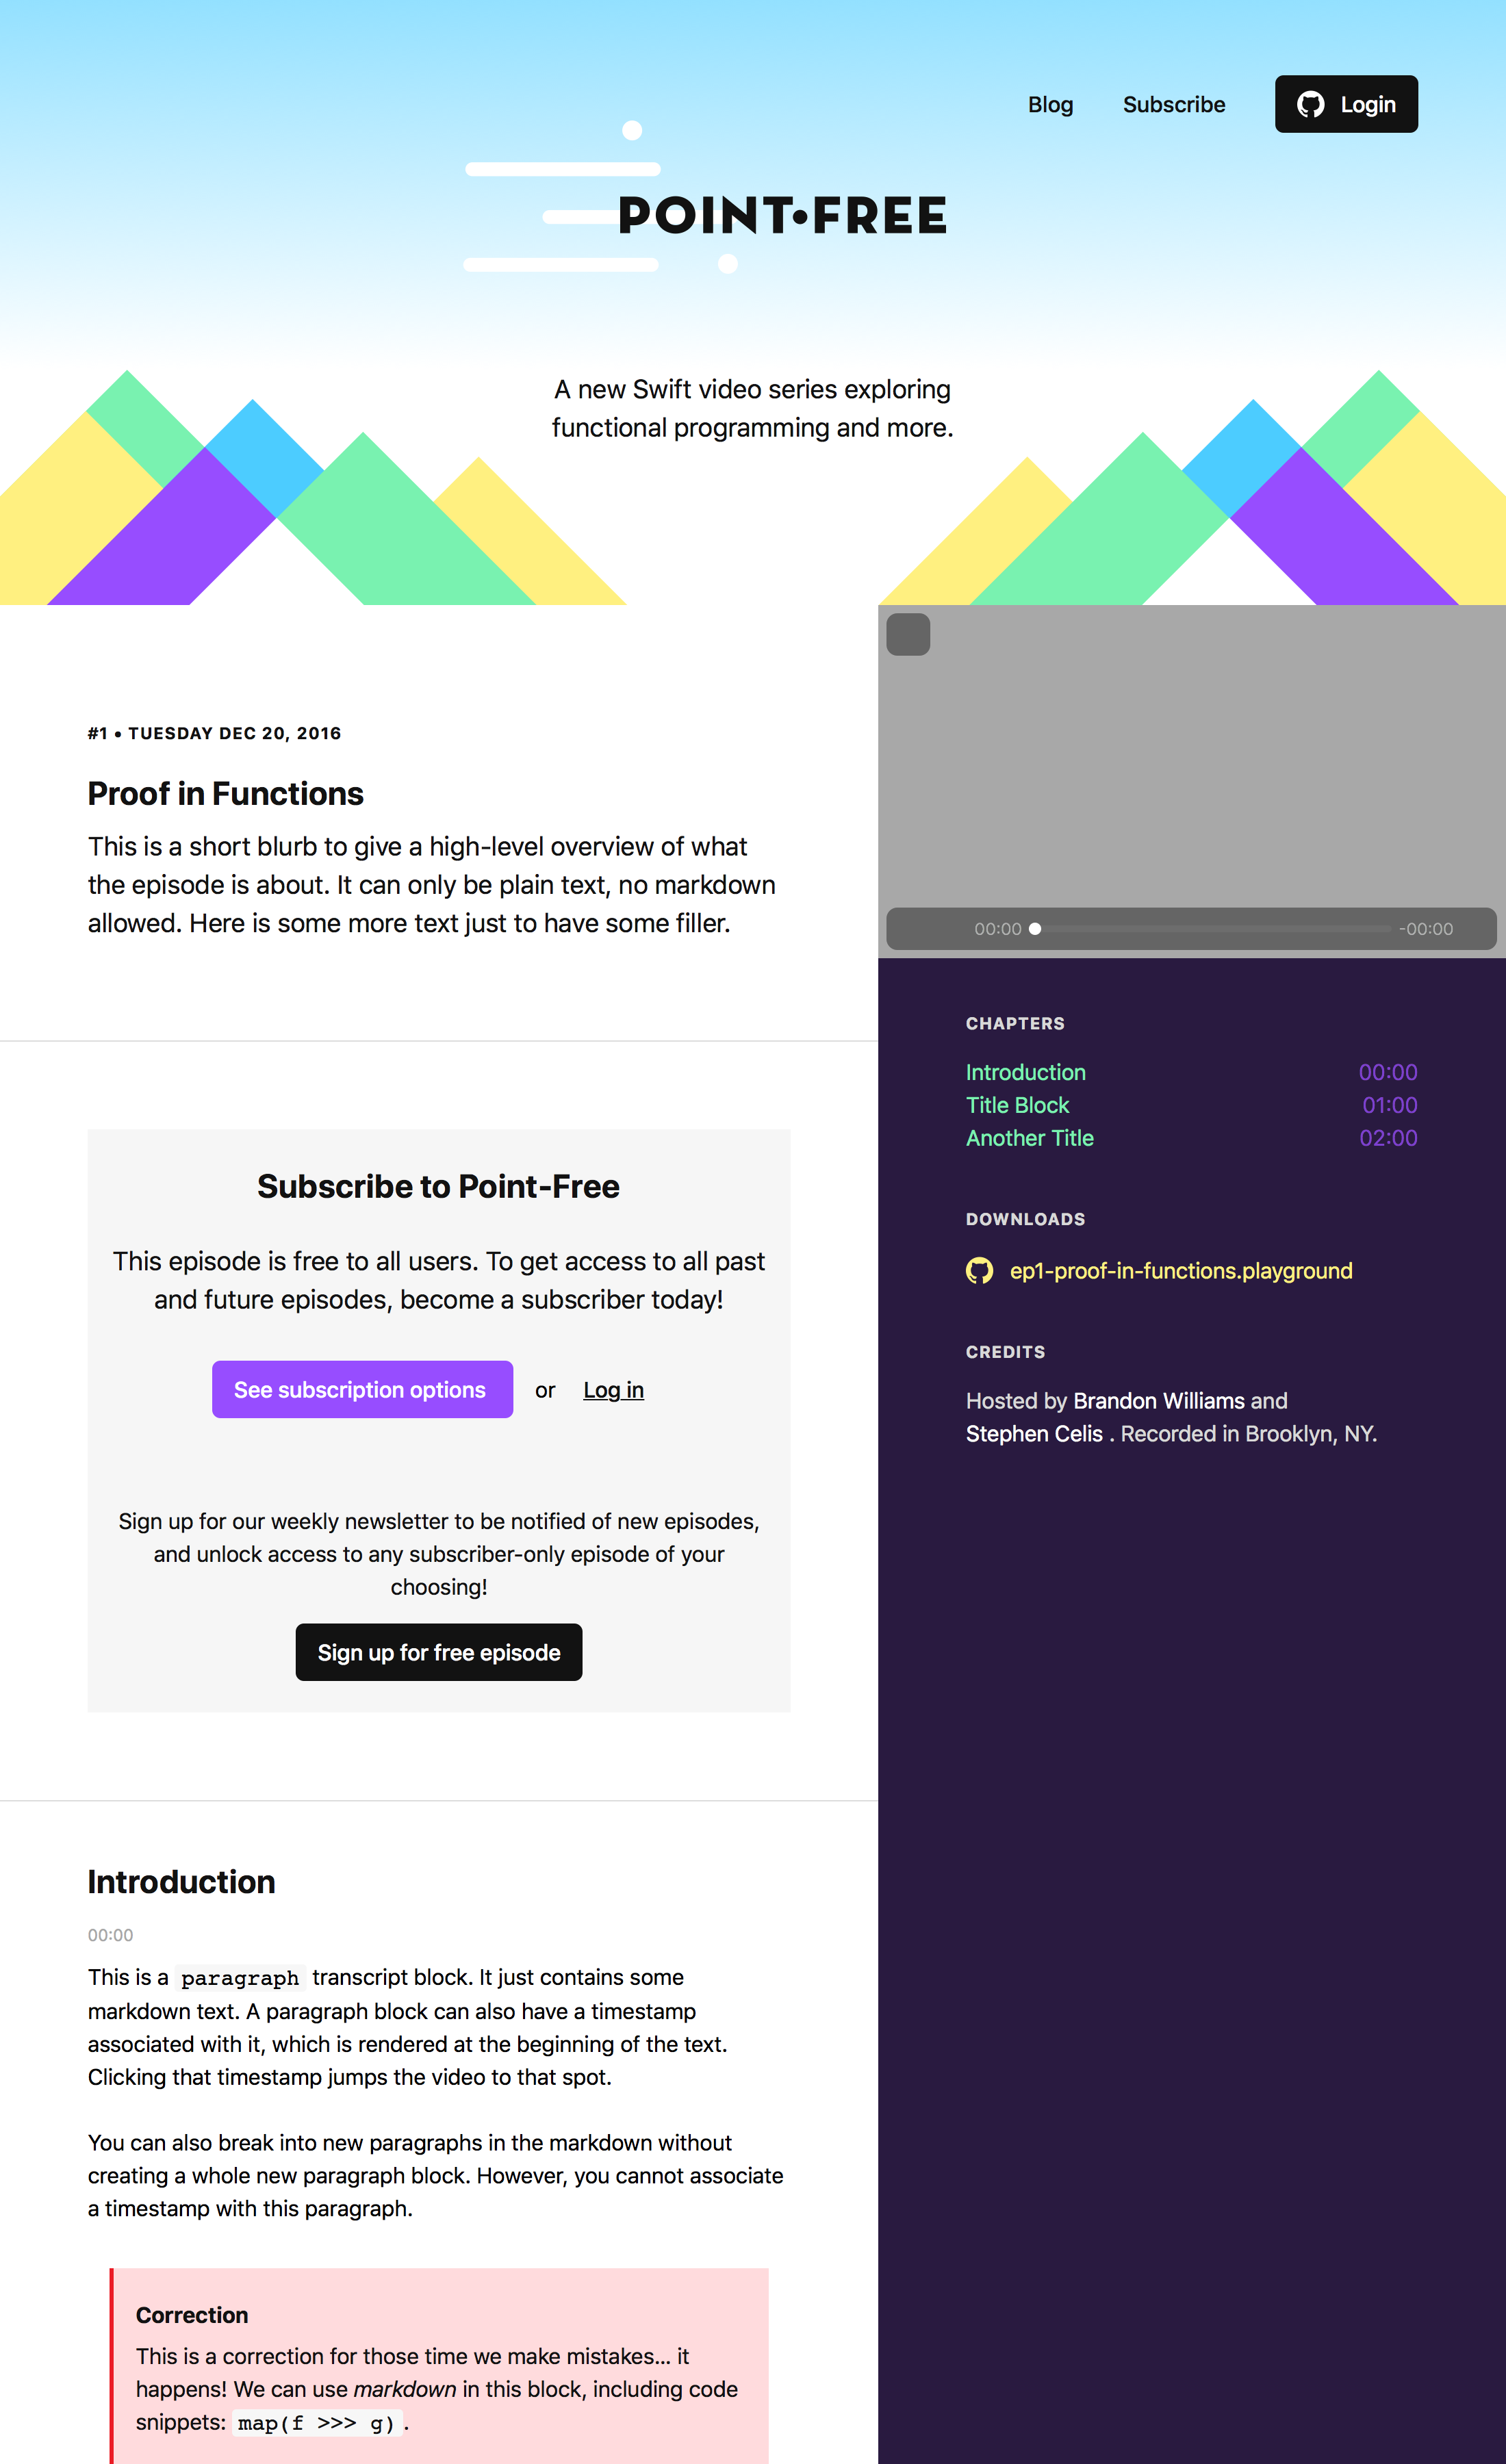 Blog Subscribe Login
POINT•FREE
A new Swift video series exploring
functional programming and more.
#1 • TUESDAY DEC 20, 2016
Proof in Functions
This is a short blurb to give a high-level overview of what
the episode is about. It can only be plain text, no markdown
allowed. Here is some more text just to have some filler.
Subscribe to Point-Free
This episode is free to all users. To get access to all past
and future episodes, become a subscriber today!
See subscription options or Log in
Sign up for our weekly newsletter to be notified of new episodes,
and unlock access to any subscriber-only episode of your
choosing!
Sign up for free episode
Introduction
00:00
This is a paragraph transcript block. It just contains some
markdown text. A paragraph block can also have a timestamp
associated with it, which is rendered at the beginning of the text.
Clicking that timestamp jumps the video to that spot.
You can also break into new paragraphs in the markdown without
creating a whole new paragraph block. However, you cannot associate
a timestamp with this paragraph.
Correction
This is a correction for those time we make mistakes... it
happens! We can use markdown in this block, including code
snippets: map(f >>> g).
00:00 -00:00
CHAPTERS
Introduction 00:00
Title Block 01:00
Another Title 02:00
DOWNLOADS
ep1-proof-in-functions.playground
CREDITS
Hosted by Brandon Williams and
Stephen Celis . Recorded in Brooklyn, NY.